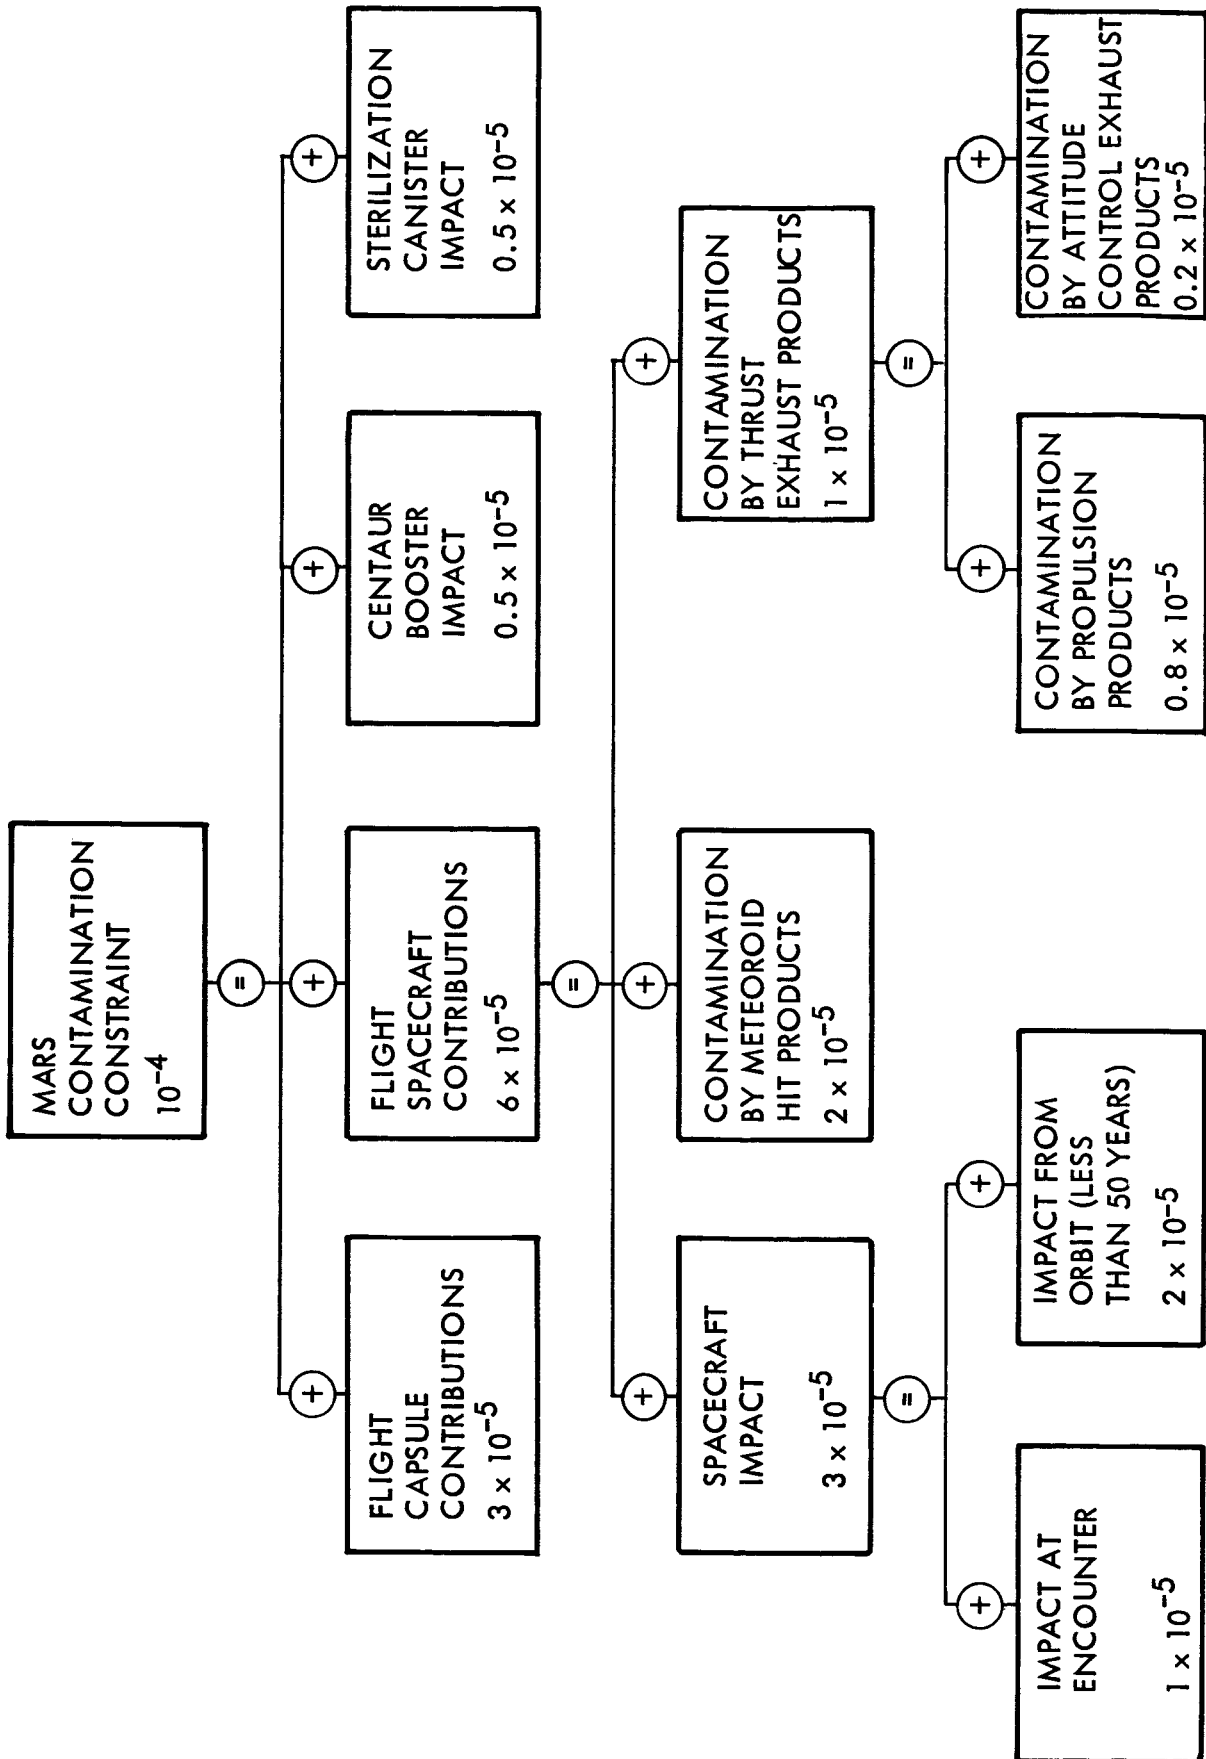 MARS
CONTAMINATION
CONSTRAINT
10⁻⁴
=
+
+
+
+
FLIGHT
CAPSULE
CONTRIBUTIONS
3 × 10⁻⁵
FLIGHT
SPACECRAFT
CONTRIBUTIONS
6 × 10⁻⁵
CENTAUR
BOOSTER
IMPACT
0.5 × 10⁻⁵
STERILIZATION
CANISTER
IMPACT
0.5 × 10⁻⁵
=
+
+
+
SPACECRAFT
IMPACT
3 × 10⁻⁵
CONTAMINATION
BY METEOROID
HIT PRODUCTS
2 × 10⁻⁵
CONTAMINATION
BY THRUST
EXHAUST PRODUCTS
1 × 10⁻⁵
=
=
+
+
+
+
IMPACT AT
ENCOUNTER
1 × 10⁻⁵
IMPACT FROM
ORBIT (LESS
THAN 50 YEARS)
2 × 10⁻⁵
CONTAMINATION
BY PROPULSION
PRODUCTS
0.8 × 10⁻⁵
CONTAMINATION
BY ATTITUDE
CONTROL EXHAUST
PRODUCTS
0.2 × 10⁻⁵